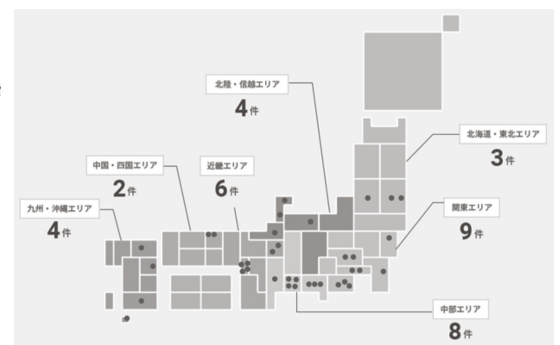 北陸・信越エリア
4件
北海道・東北エリア
3件
中国・四国エリア
2件
近畿エリア
6件
九州・沖縄エリア
4件
関東エリア
9件
中部エリア
8件